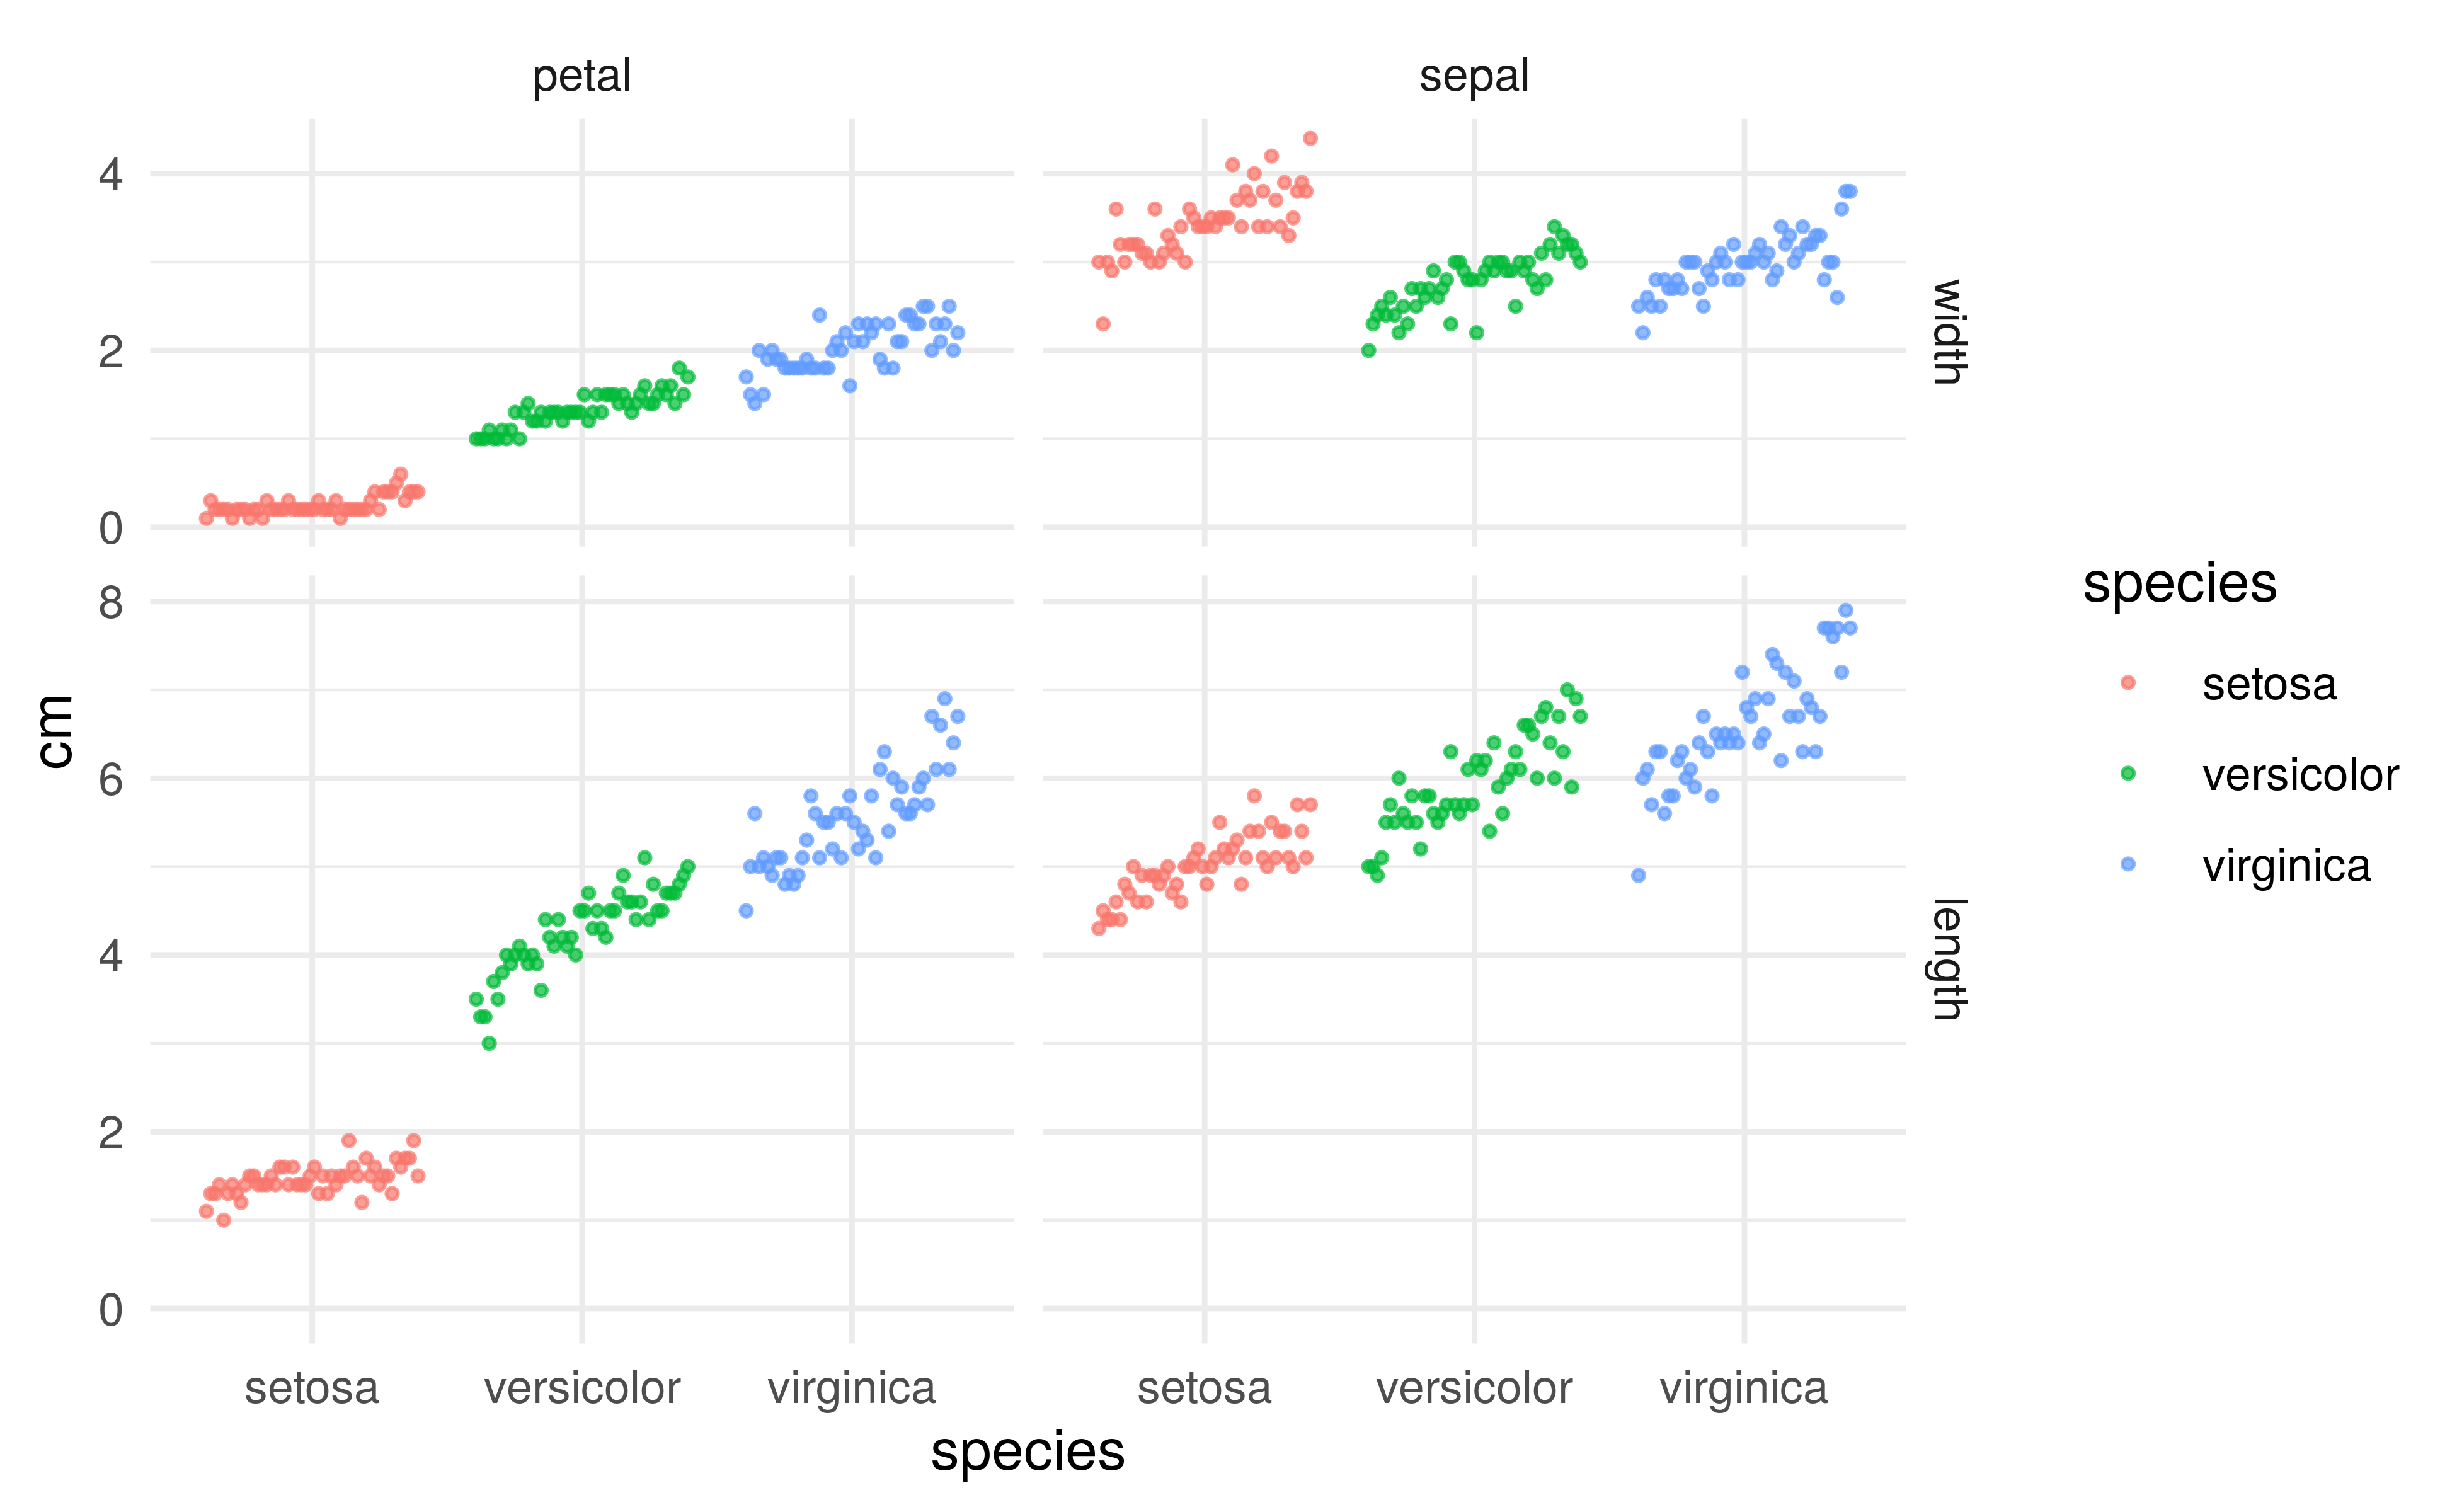 petal
sepal
4
2
0
width
8
6
4
2
0
length
cm
setosa
versicolor
virginica
setosa
versicolor
virginica
species
species
setosa
versicolor
virginica